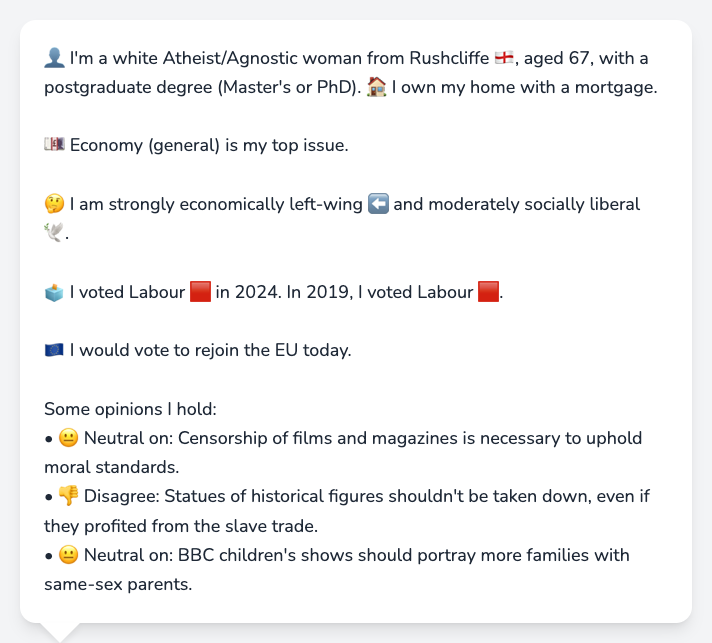 👤 I'm a white Atheist/Agnostic woman from Rushcliffe 🏴󠁧󠁢󠁥󠁮󠁧󠁿, aged 67, with a
postgraduate degree (Master's or PhD). 🏠 I own my home with a mortgage.
💷 Economy (general) is my top issue.
🤔 I am strongly economically left-wing ⬅️ and moderately socially liberal
🕊️.
🗳️ I voted Labour 🟥 in 2024. In 2019, I voted Labour 🟥.
🇪🇺 I would vote to rejoin the EU today.
Some opinions I hold:
• 😐 Neutral on: Censorship of films and magazines is necessary to uphold
moral standards.
• 👎 Disagree: Statues of historical figures shouldn't be taken down, even if
they profited from the slave trade.
• 😐 Neutral on: BBC children's shows should portray more families with
same-sex parents.